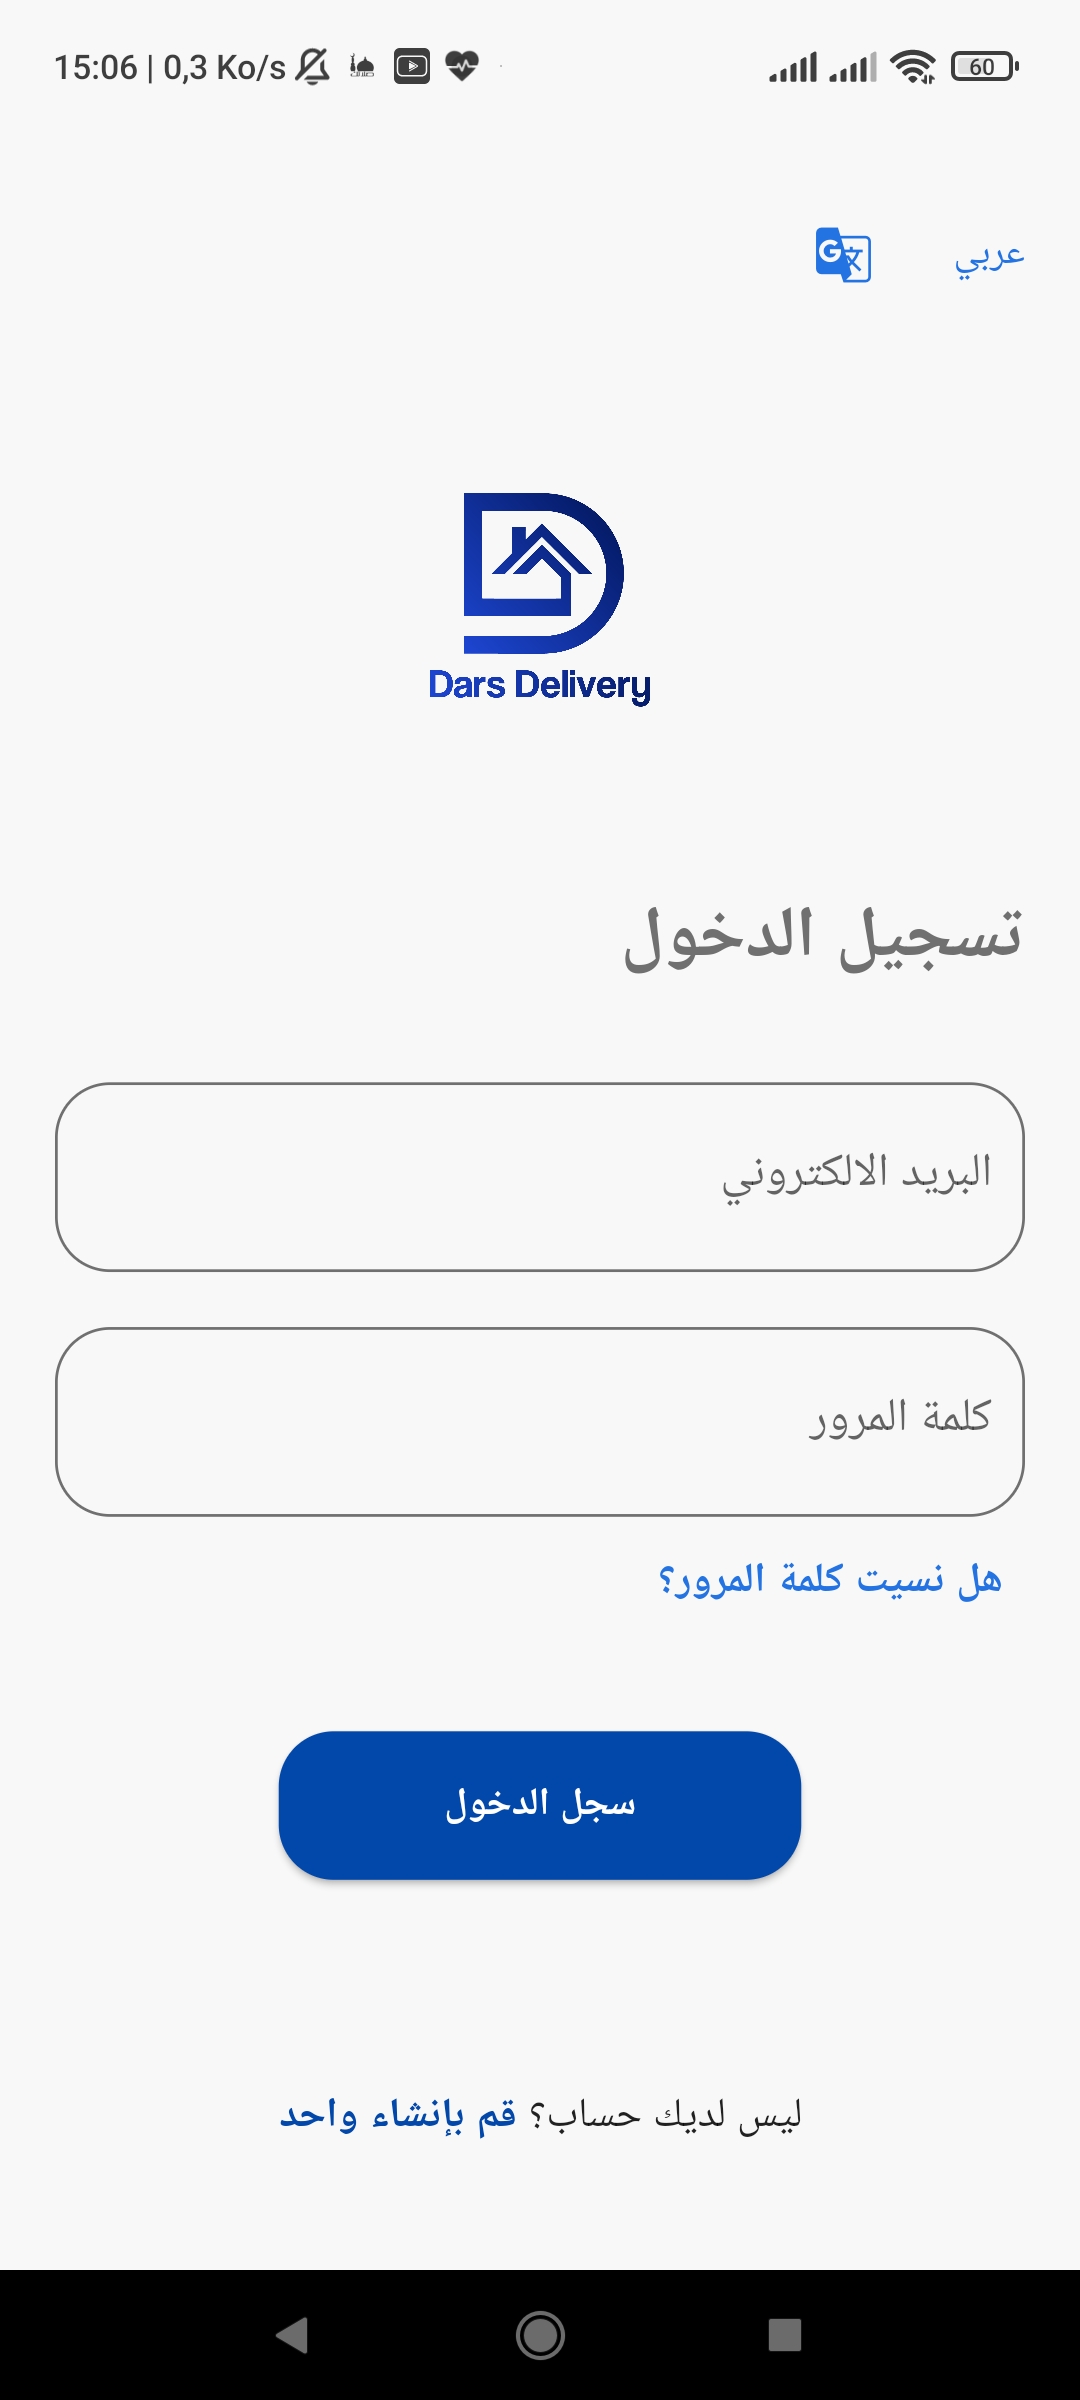 15:06 | 0,3 Ko/s 60
عربي
Dars Delivery
تسجيل الدخول
البريد الالكتروني
كلمة المرور
هل نسيت كلمة المرور؟
سجل الدخول
ليس لديك حساب؟ قم بإنشاء واحد